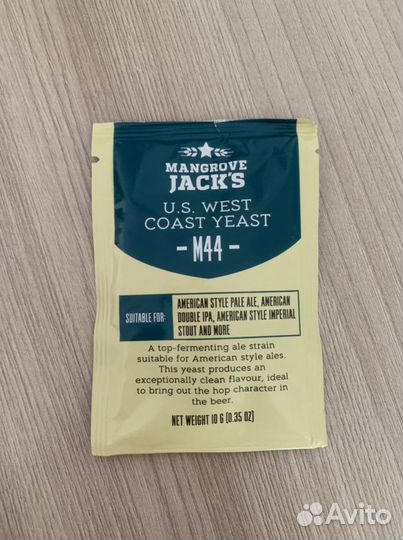 MANGROVE
JACK'S
U.S. WEST
COAST YEAST
- M44 -
SUITABLE FOR:
AMERICAN STYLE PALE ALE, AMERICAN
DOUBLE IPA, AMERICAN STYLE IMPERIAL
STOUT AND MORE
A top-fermenting ale strain
suitable for American style ales.
This yeast produces an
exceptionally clean flavour, ideal
to bring out the hop character in
the beer.
NET WEIGHT 10 G (0.35 OZ)
Avito